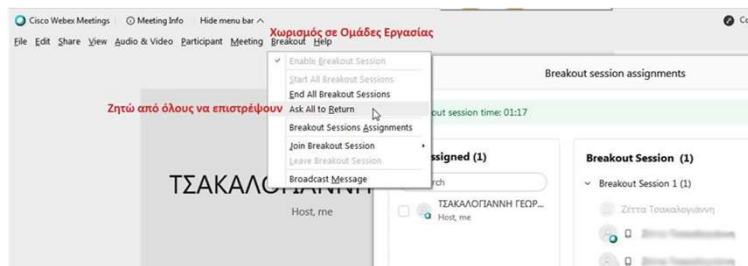 Cisco Webex Meetings Meeting Info Hide menu bar
Χωρισμός σε Ομάδες Εργασίας
File Edit Share View Audio & Video Participant Meeting Breakout Help
Enable Breakout Session
Start All Breakout Sessions
End All Breakout Sessions
Ζητώ από όλους να επιστρέψουν
Ask All to Return
Breakout Sessions Assignments
Join Breakout Session
Leave Breakout Session
Broadcast Message
ΤΣΑΚΑΛΟΓΙΑΝΝΗ
Host, me
Breakout session assignments
out session time: 01:17
ssigned (1)
rch
ΤΣΑΚΑΛΟΓΙΑΝΝΗ ΓΕΩΡ...
Host, me
Breakout Session (1)
Breakout Session 1 (1)
Ζέττα Τσακαλογιάννη